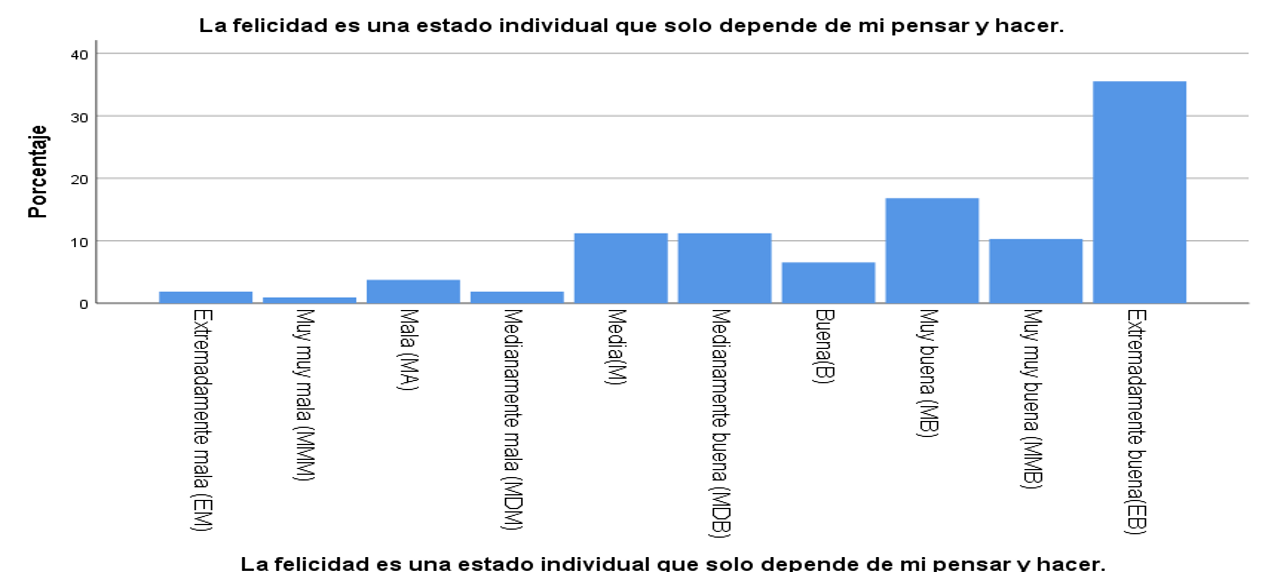 La felicidad es una estado individual que solo depende de mi pensar y hacer.
Porcentaje
40
30
20
10
0
Extremadamente mala (EM)
Muy muy mala (MMM)
Mala (MA)
Medianamente mala (MDM)
Media(M)
Medianamente buena (MDB)
Buena(B)
Muy buena (MB)
Muy muy buena (MMB)
Extremadamente buena(EB)
La felicidad es una estado individual que solo depende de mi pensar y hacer.